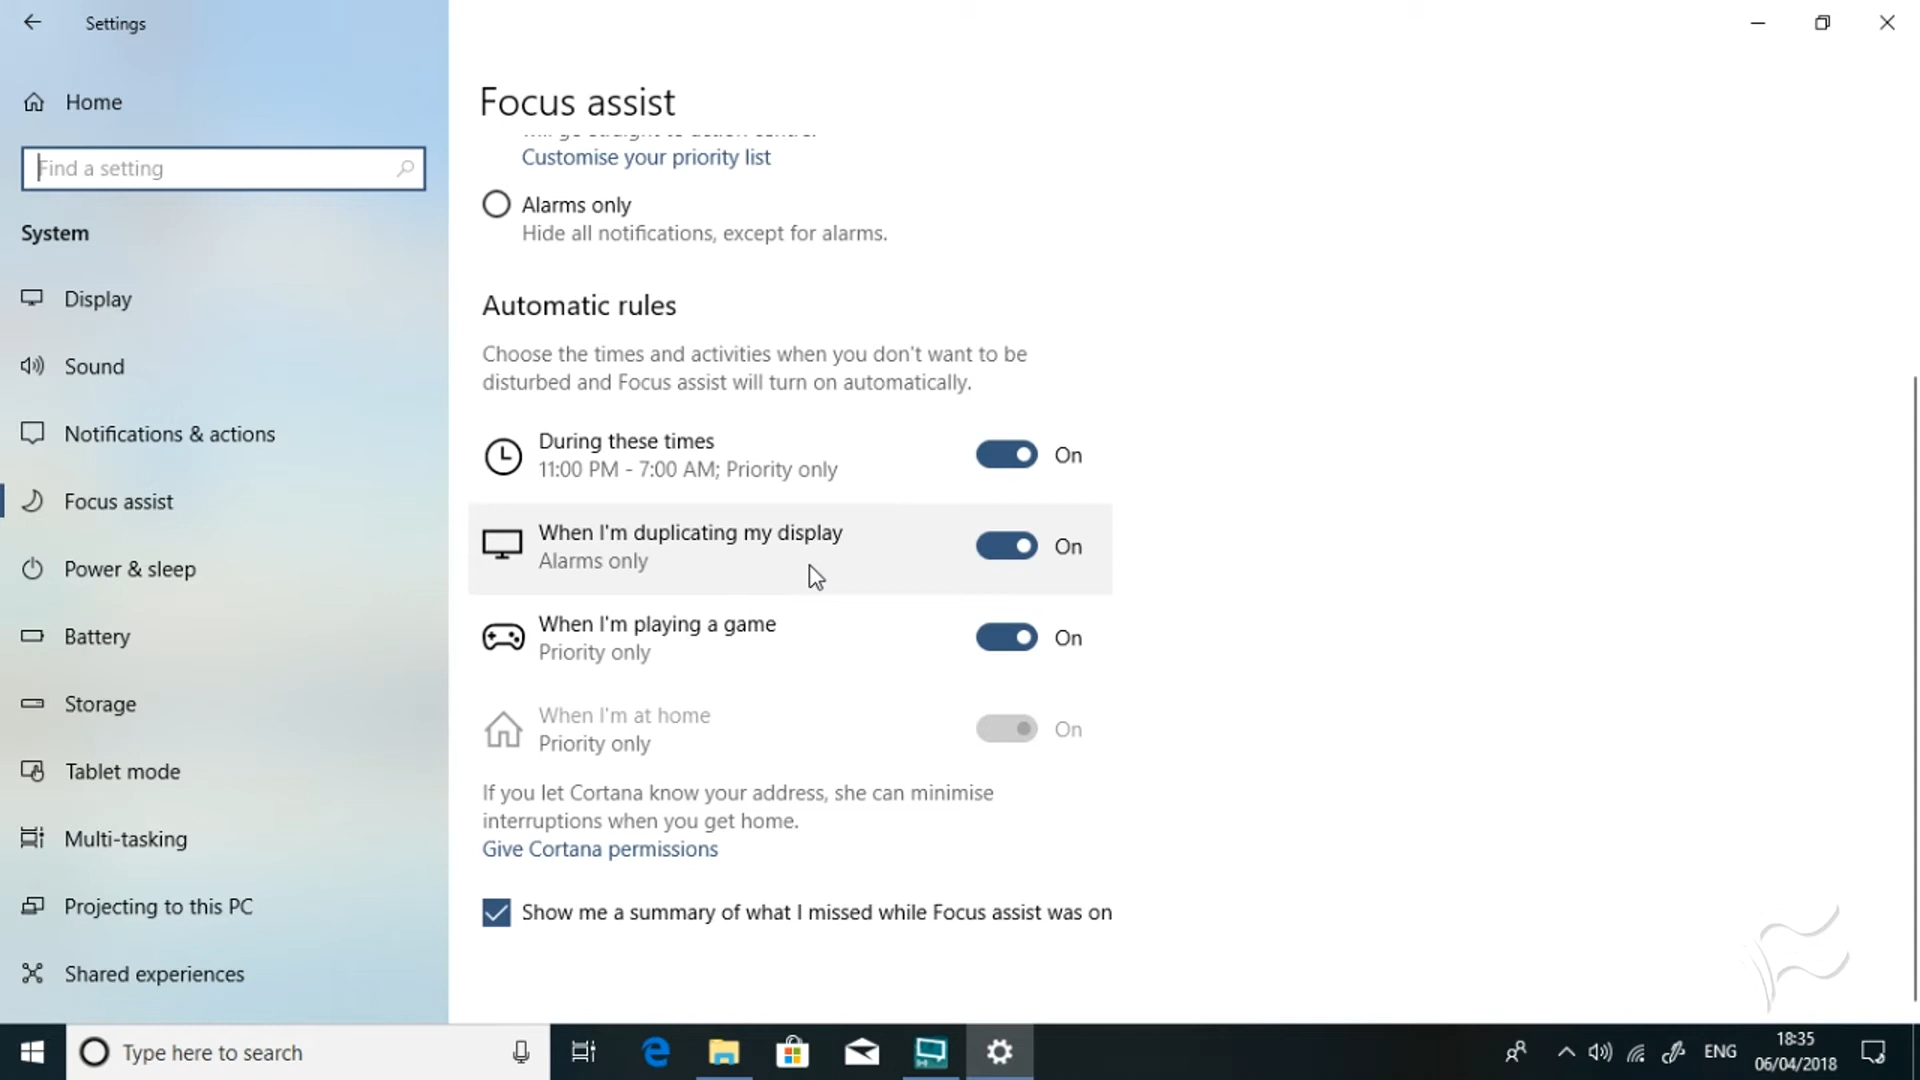 Settings
Home
Find a setting
System
Display
Sound
Notifications & actions
Focus assist
Power & sleep
Battery
Storage
Tablet mode
Multi-tasking
Projecting to this PC
Shared experiences
Focus assist
Customise your priority list
Alarms only
Hide all notifications, except for alarms.
Automatic rules
Choose the times and activities when you don't want to be
disturbed and Focus assist will turn on automatically.
During these times
11:00 PM - 7:00 AM; Priority only
On
When I'm duplicating my display
Alarms only
On
When I'm playing a game
Priority only
On
When I'm at home
Priority only
On
If you let Cortana know your address, she can minimise
interruptions when you get home.
Give Cortana permissions
Show me a summary of what I missed while Focus assist was on
Type here to search
ENG
18:35
06/04/2018